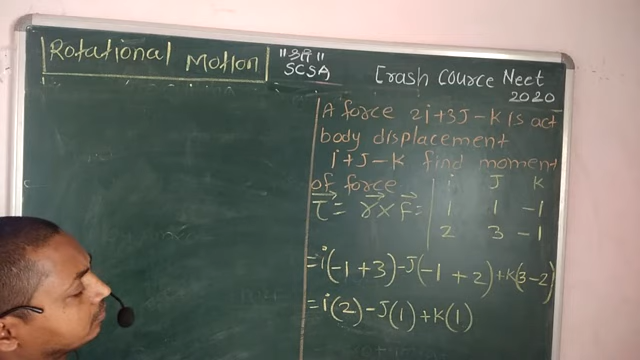 Rotational Motion
"श्री"
SCSA
Crash Cource Neet
2020
A force 2i+3J-K is act
body displacement
i+J-K find moment
of force
i J K
τ = r × F = 1 1 -1
2 3 -1
= i(-1+3)-J(-1+2)+K(3-2)
= i(2)-J(1)+K(1)